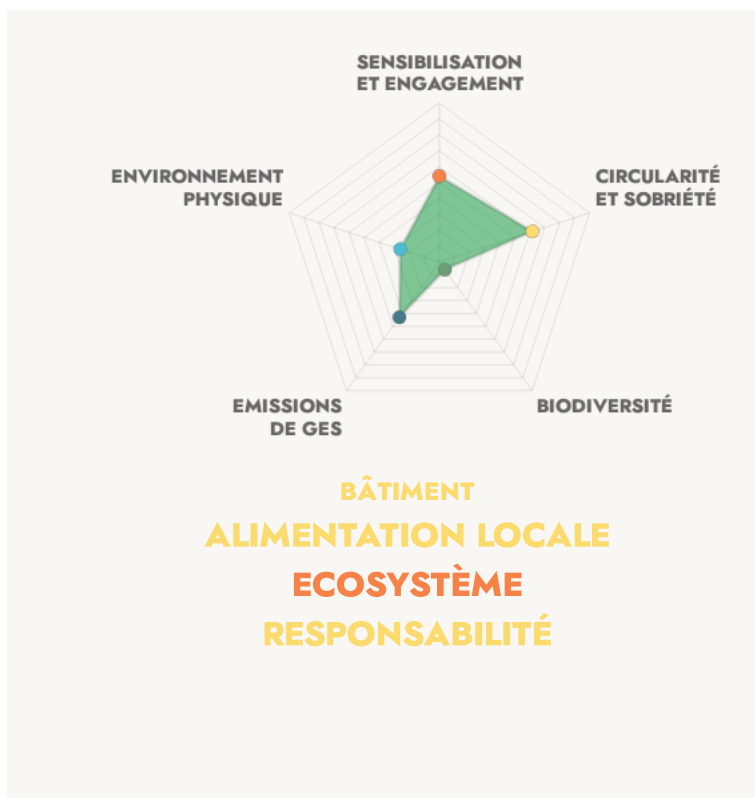 SENSIBILISATION
ET ENGAGEMENT
ENVIRONNEMENT
PHYSIQUE
CIRCULARITÉ
ET SOBRIÉTÉ
EMISSIONS
DE GES
BIODIVERSITÉ
BÂTIMENT
ALIMENTATION LOCALE
ECOSYSTÈME
RESPONSABILITÉ